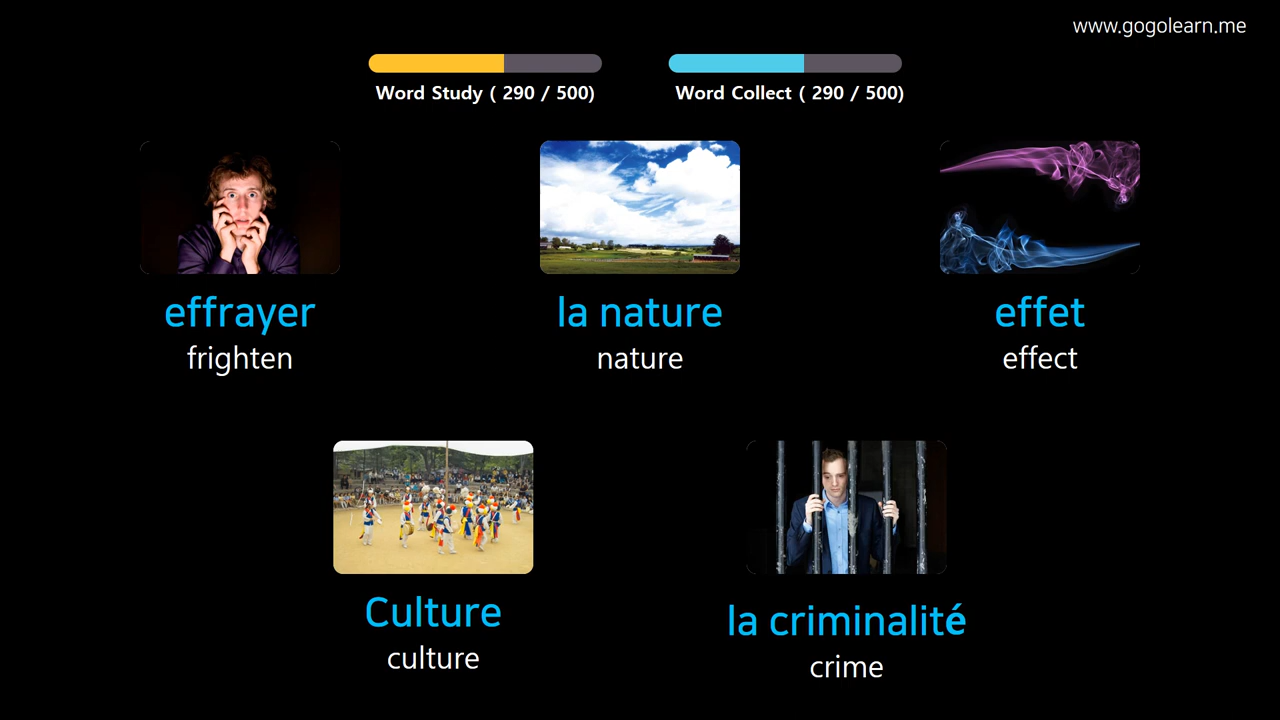 www.gogolearn.me
Word Study ( 290 / 500)
Word Collect ( 290 / 500)
effrayer
frighten
la nature
nature
effet
effect
Culture
culture
la criminalité
crime